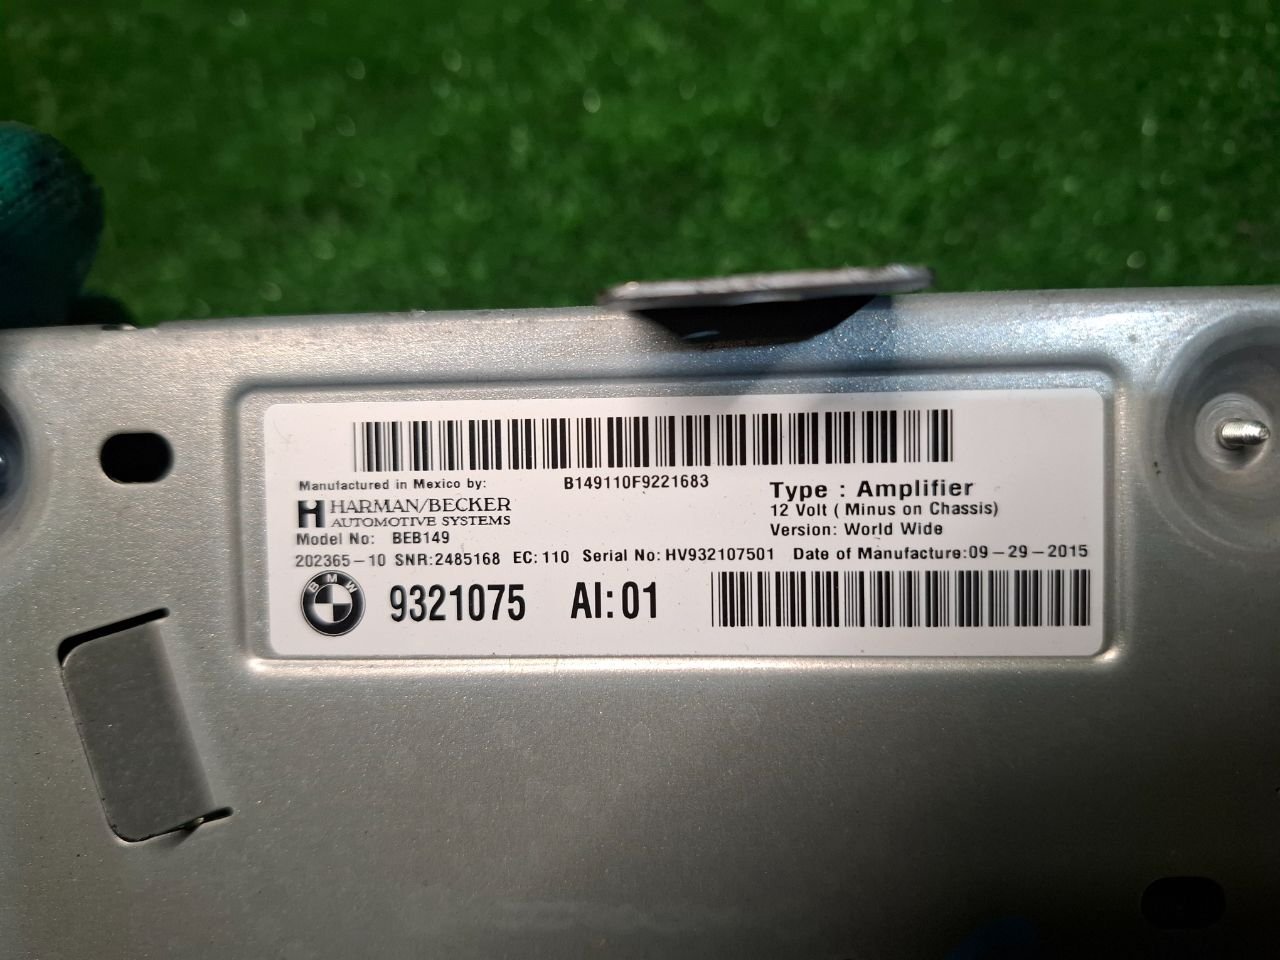 B149110F9221683
Manufactured in Mexico by:
HARMAN/BECKER
AUTOMOTIVE SYSTEMS
Type : Amplifier
12 Volt ( Minus on Chassis)
Version: World Wide
Model No: BEB149
202365-10 SNR:2485168 EC:110 Serial No:HV932107501 Date of Manufacture:09-29-2015
BMW 9321075 AI:01